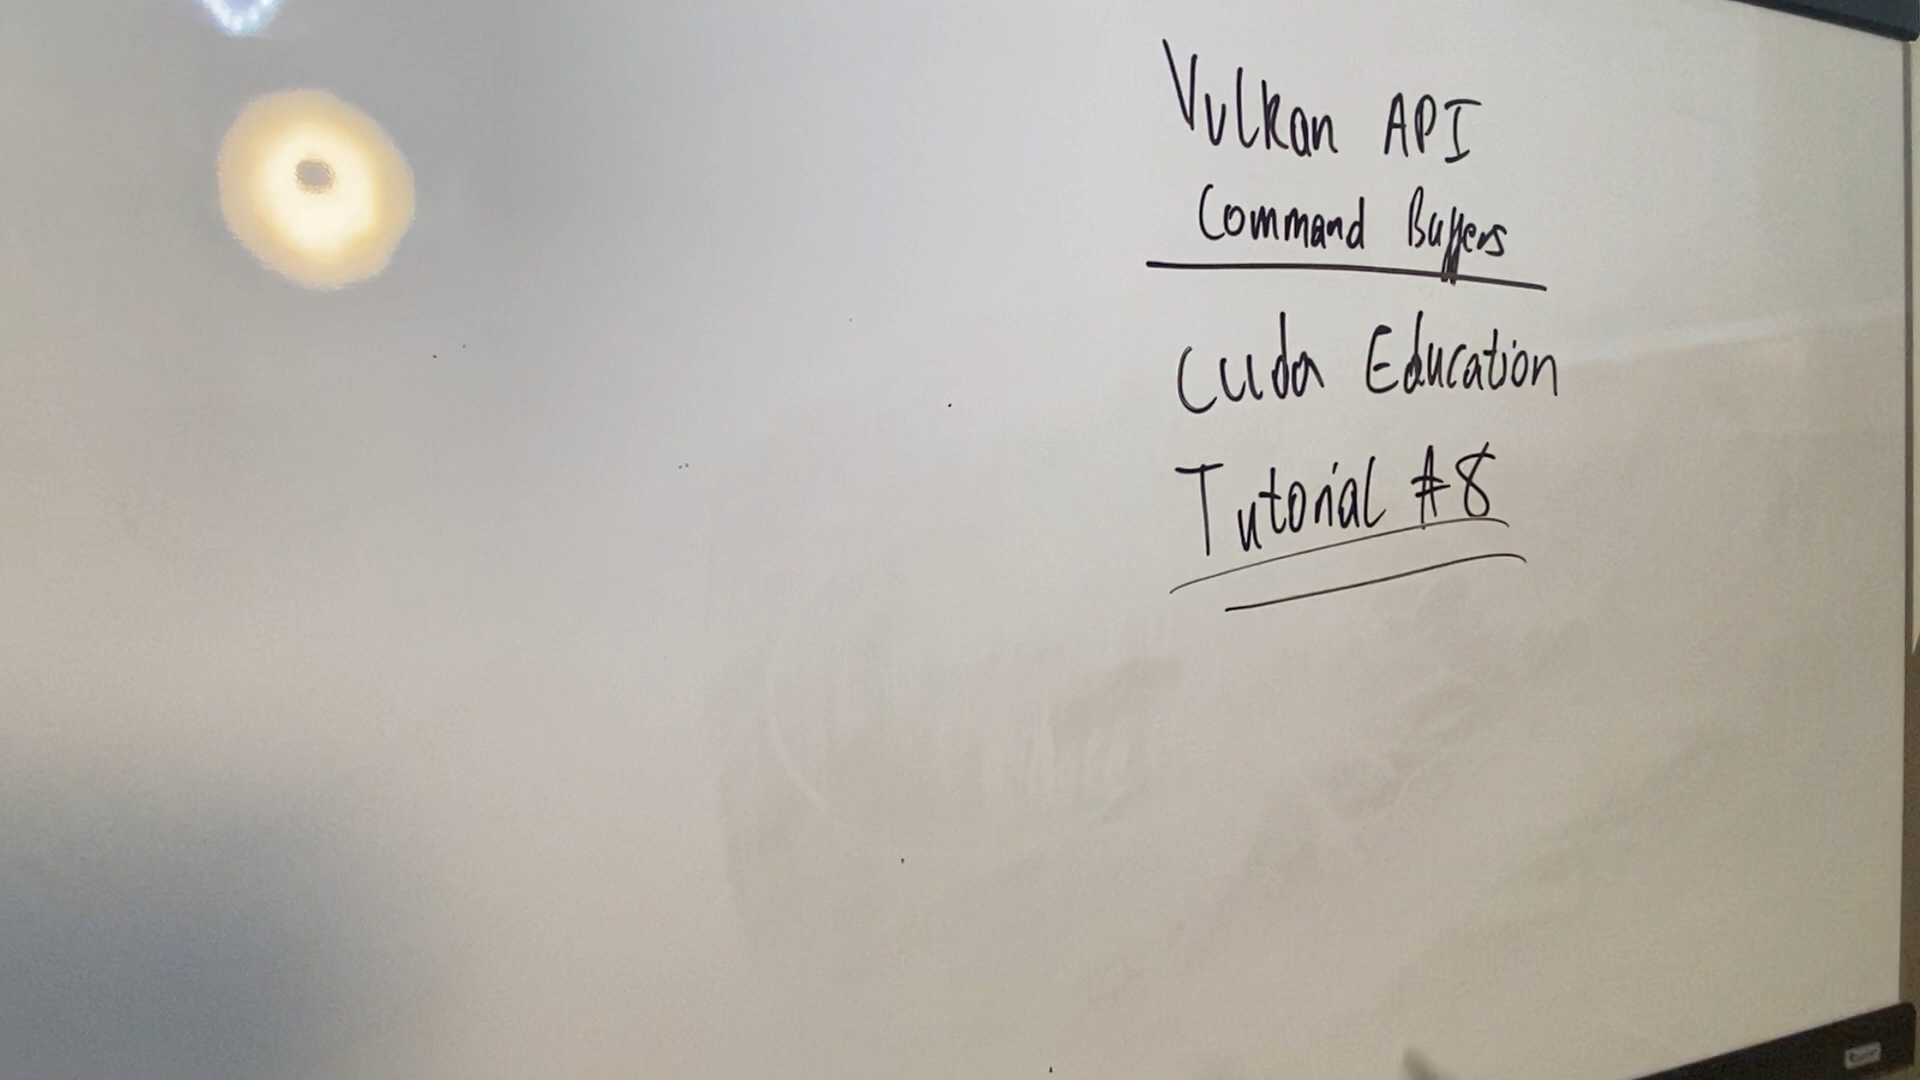 Vulkan API
Command Buffers
Cuda Education
Tutorial #8